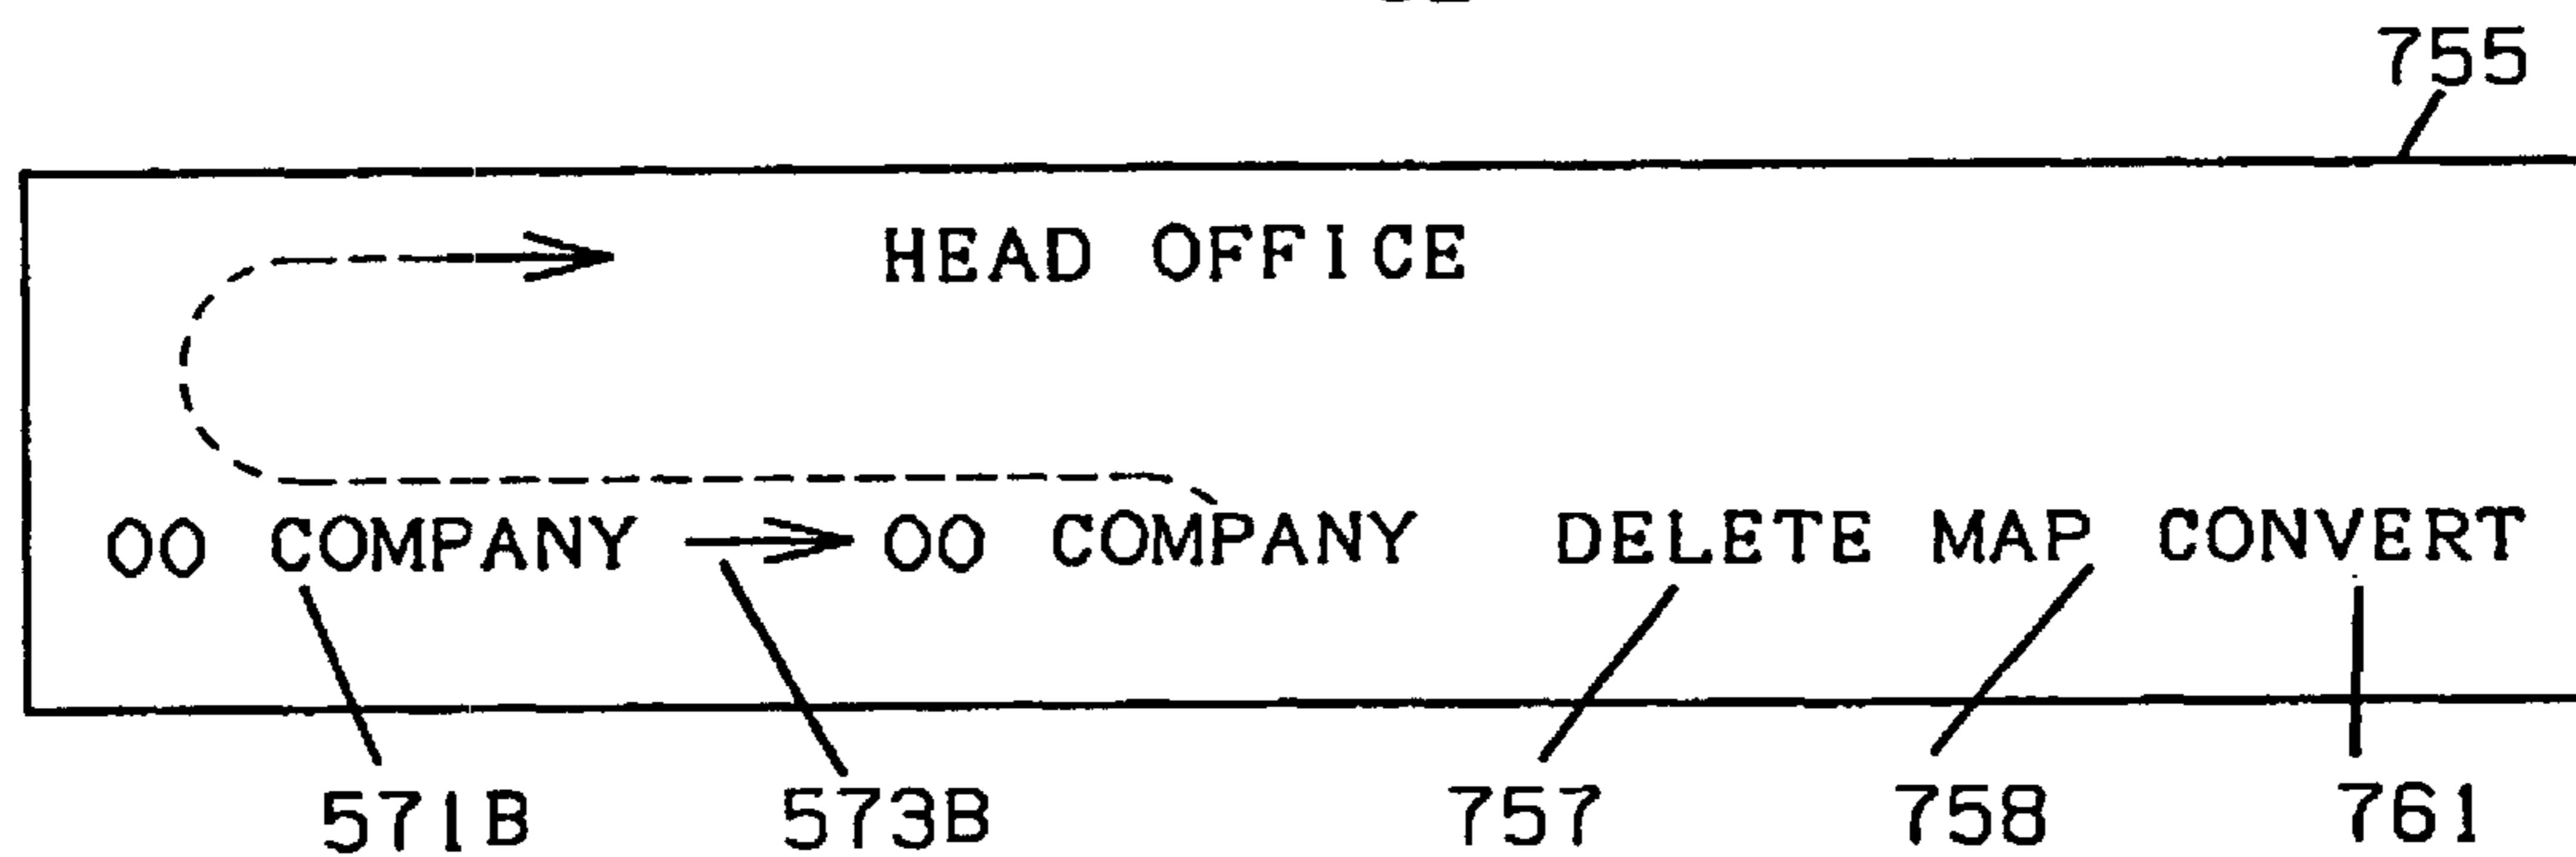 755
HEAD OFFICE
OO COMPANY → OO COMPANY DELETE MAP CONVERT
571B 573B 757 758 761